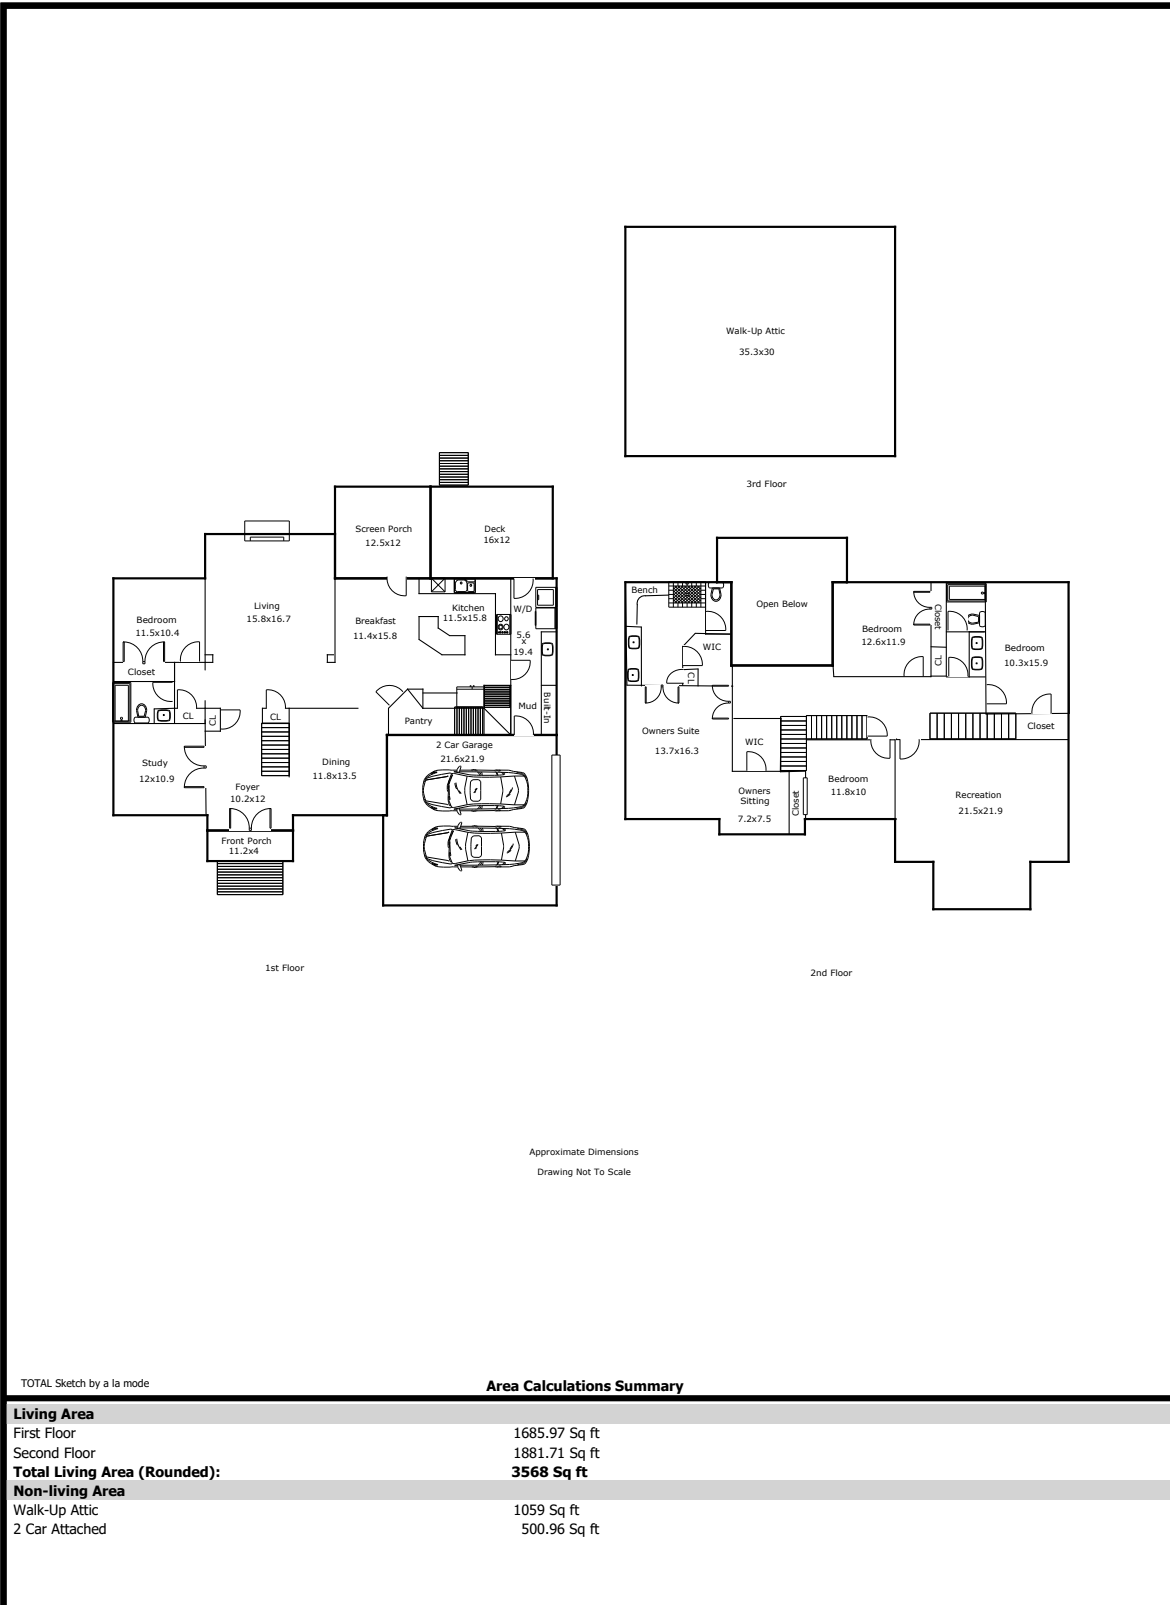 Walk-Up Attic
35.3x30
3rd Floor
Screen Porch
12.5x12
Deck
16x12
Living
15.8x16.7
Bedroom
11.5x10.4
Closet
Breakfast
11.4x15.8
Kitchen
11.5x15.8
W/D
5.6
x
19.4
Mud
Built-In
CL
CL
CL
Pantry
Study
12x10.9
Foyer
10.2x12
Dining
11.8x13.5
2 Car Garage
21.6x21.9
Front Porch
11.2x4
1st Floor
Bench
Open Below
WIC
CL
Bedroom
12.6x11.9
Closet
CL
Bedroom
10.3x15.9
Closet
Owners Suite
13.7x16.3
WIC
Owners
Sitting
7.2x7.5
Closet
Bedroom
11.8x10
Recreation
21.5x21.9
2nd Floor
Approximate Dimensions
Drawing Not To Scale
TOTAL Sketch by a la mode
Area Calculations Summary
Living Area
First Floor 1685.97 Sq ft
Second Floor 1881.71 Sq ft
Total Living Area (Rounded): 3568 Sq ft
Non-living Area
Walk-Up Attic 1059 Sq ft
2 Car Attached 500.96 Sq ft